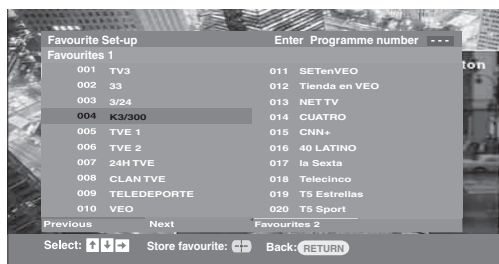 Favourite Set-up
Enter Programme number ---
Favourites 1
001 TV3
002 33
003 3/24
004 K3/300
005 TVE 1
006 TVE 2
007 24H TVE
008 CLAN TVE
009 TELEDEPORTE
010 VEO
011 SETenVEO
012 Tienda en VEO
013 NET TV
014 CUATRO
015 CNN+
016 40 LATINO
017 la Sexta
018 Telecinco
019 T5 Estrellas
020 T5 Sport
Previous Next Favourites 2
Select: ↑ ↓ → Store favourite: Back: RETURN
ton